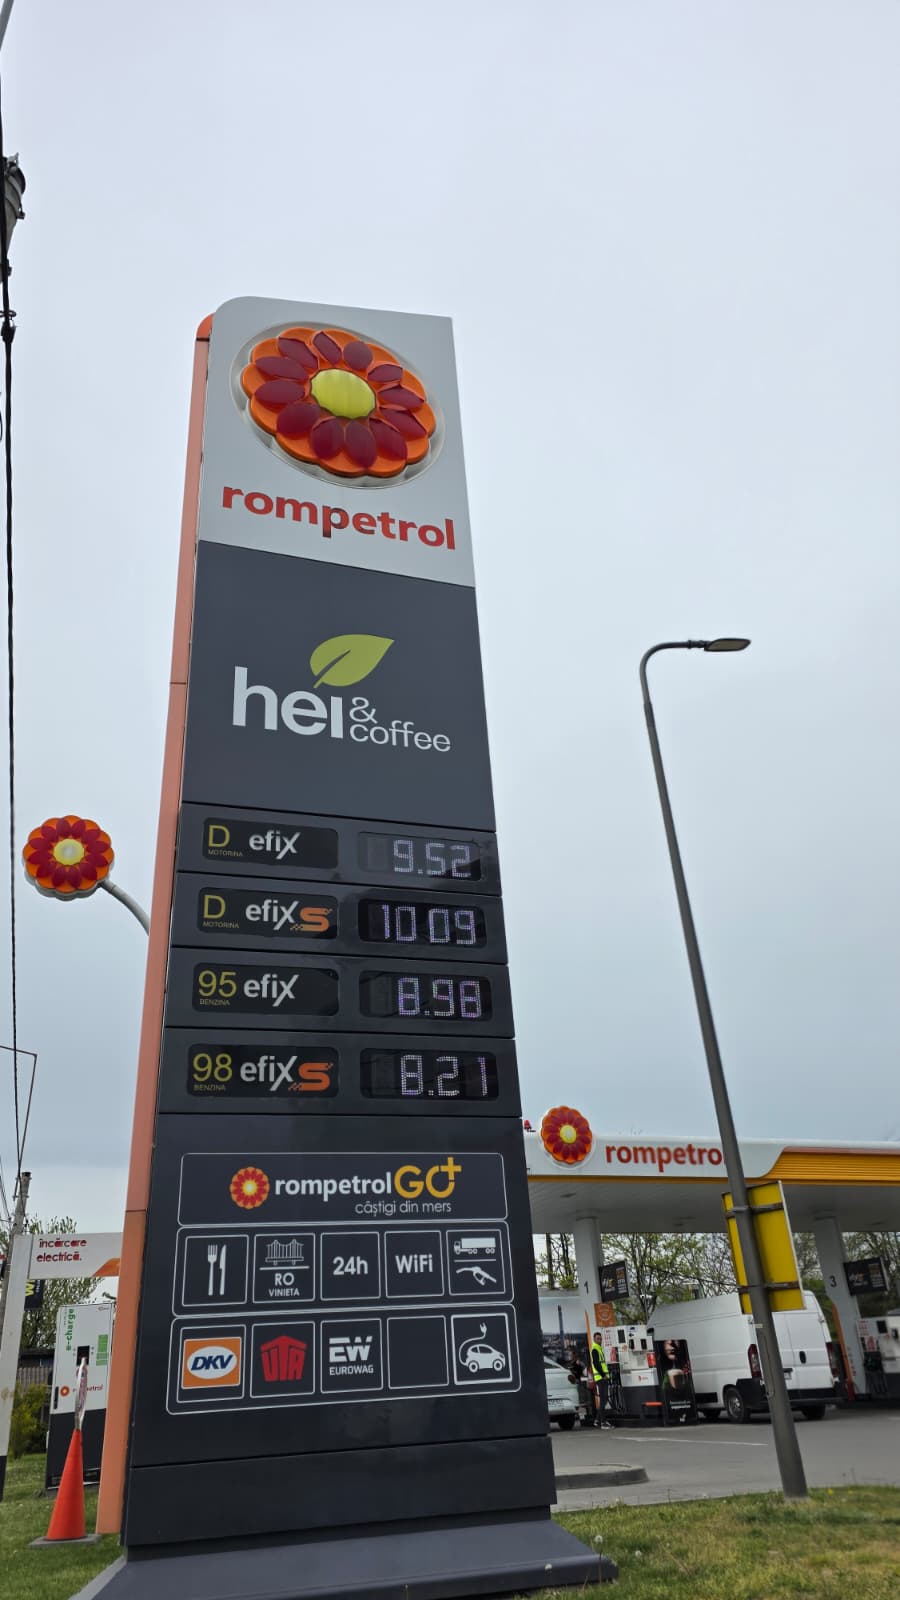 rompetrol
hei & coffee
D MOTORINA efix 9.52
D MOTORINA efix S 10 09
95 BENZINA efix 8.98
98 BENZINA efix S 8.21
rompetrol GO+
câștigi din mers
RO VINIETA
24h
WiFi
DKV
UTA
EW EUROWAG
rompetrol
încărcare
electrică.
e-charge
1
3